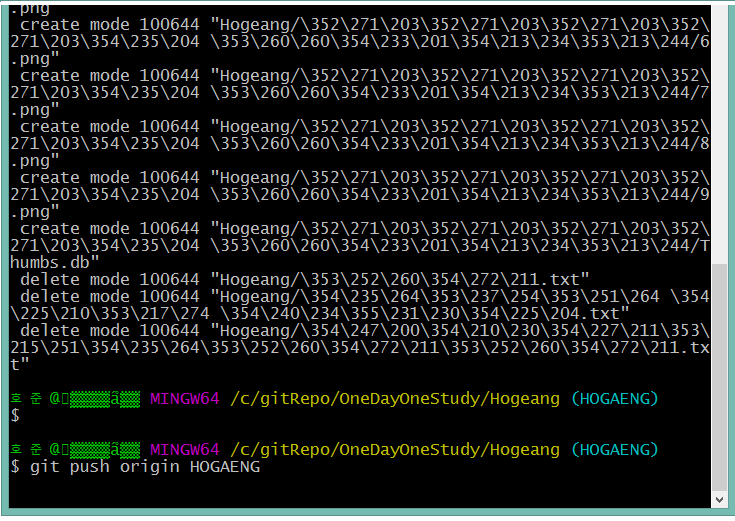 .png"
 create mode 100644 "Hogeang/\352\271\203\352\271\203\352\271\203\352\
271\203\354\235\204 \353\260\260\354\233\201\354\213\234\353\213\244/6
.png"
 create mode 100644 "Hogeang/\352\271\203\352\271\203\352\271\203\352\
271\203\354\235\204 \353\260\260\354\233\201\354\213\234\353\213\244/7
.png"
 create mode 100644 "Hogeang/\352\271\203\352\271\203\352\271\203\352\
271\203\354\235\204 \353\260\260\354\233\201\354\213\234\353\213\244/8
.png"
 create mode 100644 "Hogeang/\352\271\203\352\271\203\352\271\203\352\
271\203\354\235\204 \353\260\260\354\233\201\354\213\234\353\213\244/9
.png"
 create mode 100644 "Hogeang/\352\271\203\352\271\203\352\271\203\352\
271\203\354\235\204 \353\260\260\354\233\201\354\213\234\353\213\244/T
humbs.db"
 delete mode 100644 "Hogeang/\353\252\260\354\272\211.txt"
 delete mode 100644 "Hogeang/\354\235\264\353\237\254\353\251\264 \354
\225\210\353\217\274 \354\240\234\355\231\230\354\225\204.txt"
 delete mode 100644 "Hogeang/\354\247\200\354\210\230\354\227\211\353\
215\251\354\235\264\353\252\260\354\272\211\353\252\260\354\272\211.tx
t"
호 준 @ MINGW64 /c/gitRepo/OneDayOneStudy/Hogeang (HOGAENG)
$
호 준 @ MINGW64 /c/gitRepo/OneDayOneStudy/Hogeang (HOGAENG)
$ git push origin HOGAENG